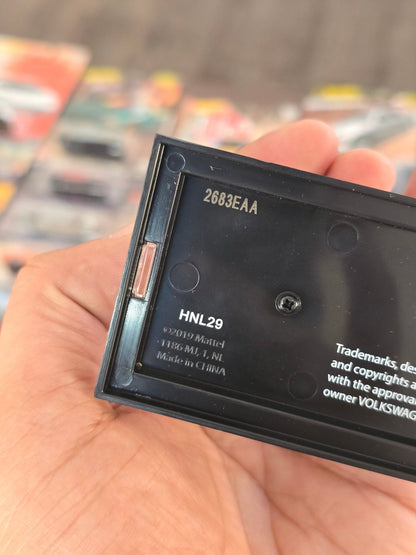 2683EAA
HNL29
©2019 Mattel
1186 MJ, 1, NL
Made in CHINA
Trademarks, des
and copyrights a
with the approva
owner VOLKSWAG